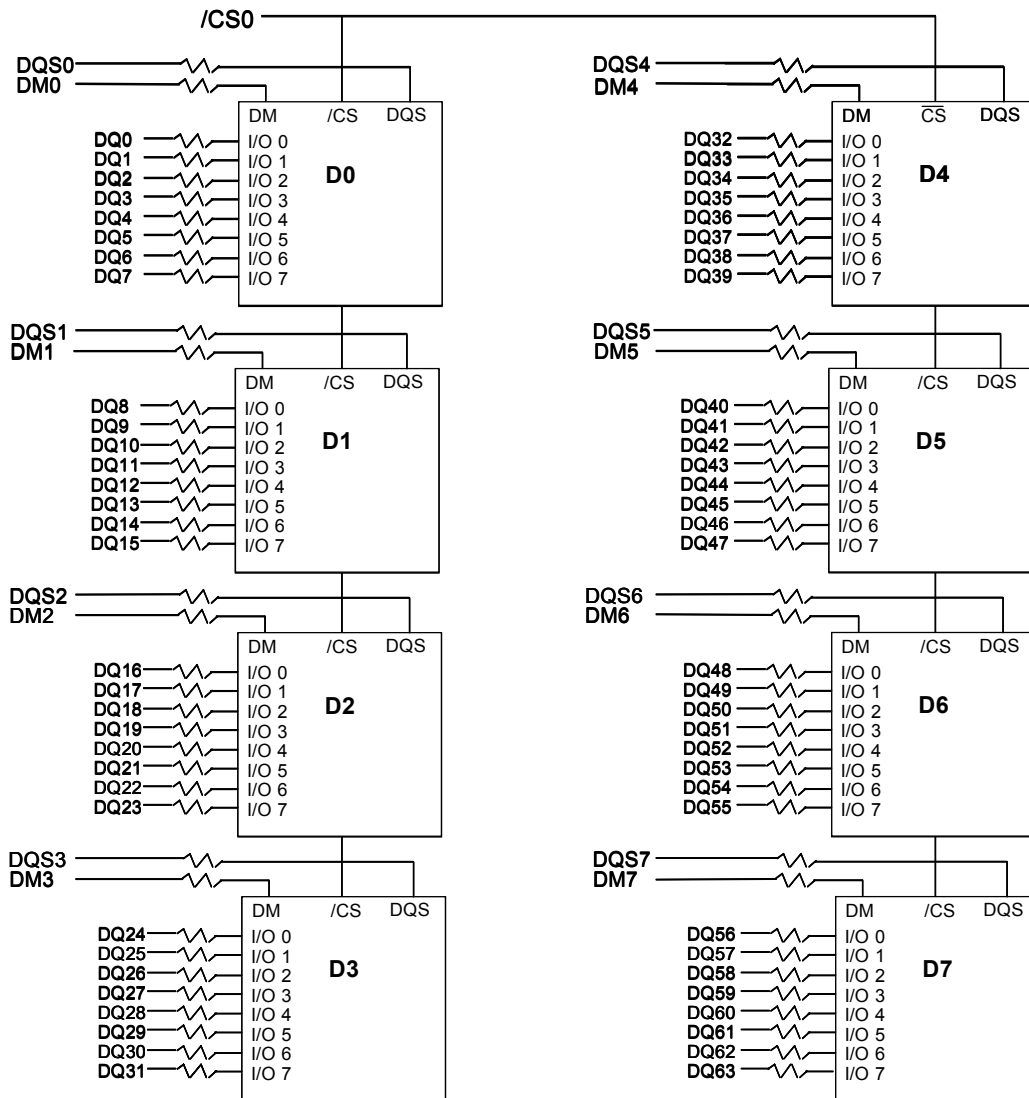 /CS0
DQS0
DM0
DM /CS DQS
DQ0 I/O 0
DQ1 I/O 1
DQ2 I/O 2
DQ3 I/O 3
DQ4 I/O 4
DQ5 I/O 5
DQ6 I/O 6
DQ7 I/O 7
D0
DQS1
DM1
DM /CS DQS
DQ8 I/O 0
DQ9 I/O 1
DQ10 I/O 2
DQ11 I/O 3
DQ12 I/O 4
DQ13 I/O 5
DQ14 I/O 6
DQ15 I/O 7
D1
DQS2
DM2
DM /CS DQS
DQ16 I/O 0
DQ17 I/O 1
DQ18 I/O 2
DQ19 I/O 3
DQ20 I/O 4
DQ21 I/O 5
DQ22 I/O 6
DQ23 I/O 7
D2
DQS3
DM3
DM /CS DQS
DQ24 I/O 0
DQ25 I/O 1
DQ26 I/O 2
DQ27 I/O 3
DQ28 I/O 4
DQ29 I/O 5
DQ30 I/O 6
DQ31 I/O 7
D3
DQS4
DM4
DM C̅S̅ DQS
DQ32 I/O 0
DQ33 I/O 1
DQ34 I/O 2
DQ35 I/O 3
DQ36 I/O 4
DQ37 I/O 5
DQ38 I/O 6
DQ39 I/O 7
D4
DQS5
DM5
DM /CS DQS
DQ40 I/O 0
DQ41 I/O 1
DQ42 I/O 2
DQ43 I/O 3
DQ44 I/O 4
DQ45 I/O 5
DQ46 I/O 6
DQ47 I/O 7
D5
DQS6
DM6
DM /CS DQS
DQ48 I/O 0
DQ49 I/O 1
DQ50 I/O 2
DQ51 I/O 3
DQ52 I/O 4
DQ53 I/O 5
DQ54 I/O 6
DQ55 I/O 7
D6
DQS7
DM7
DM /CS DQS
DQ56 I/O 0
DQ57 I/O 1
DQ58 I/O 2
DQ59 I/O 3
DQ60 I/O 4
DQ61 I/O 5
DQ62 I/O 6
DQ63 I/O 7
D7